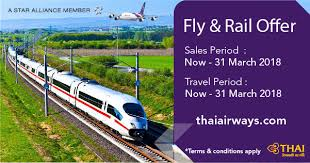 A STAR ALLIANCE MEMBER
Fly & Rail Offer
Sales Period :
Now - 31 March 2018
Travel Period :
Now - 31 March 2018
thaiairways.com
*Terms & conditions apply
THAI